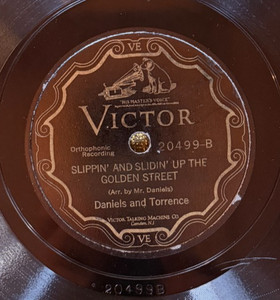 VE
"HIS MASTER'S VOICE"
VICTOR
Orthophonic
Recording
20499-B
SLIPPIN' AND SLIDIN' UP THE
GOLDEN STREET
(Arr. by Mr. Daniels)
Daniels and Torrence
VICTOR TALKING MACHINE CO.
Camden, N.J.
VE
20499B